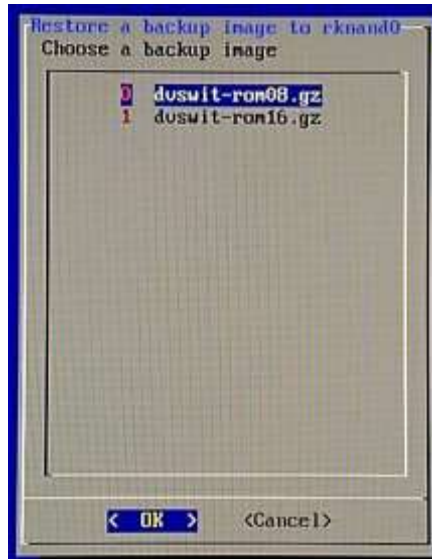 Restore a backup image to rknand0
Choose a backup image
0 dvswit-rom08.gz
1 dvswit-rom16.gz
< OK > <Cancel>